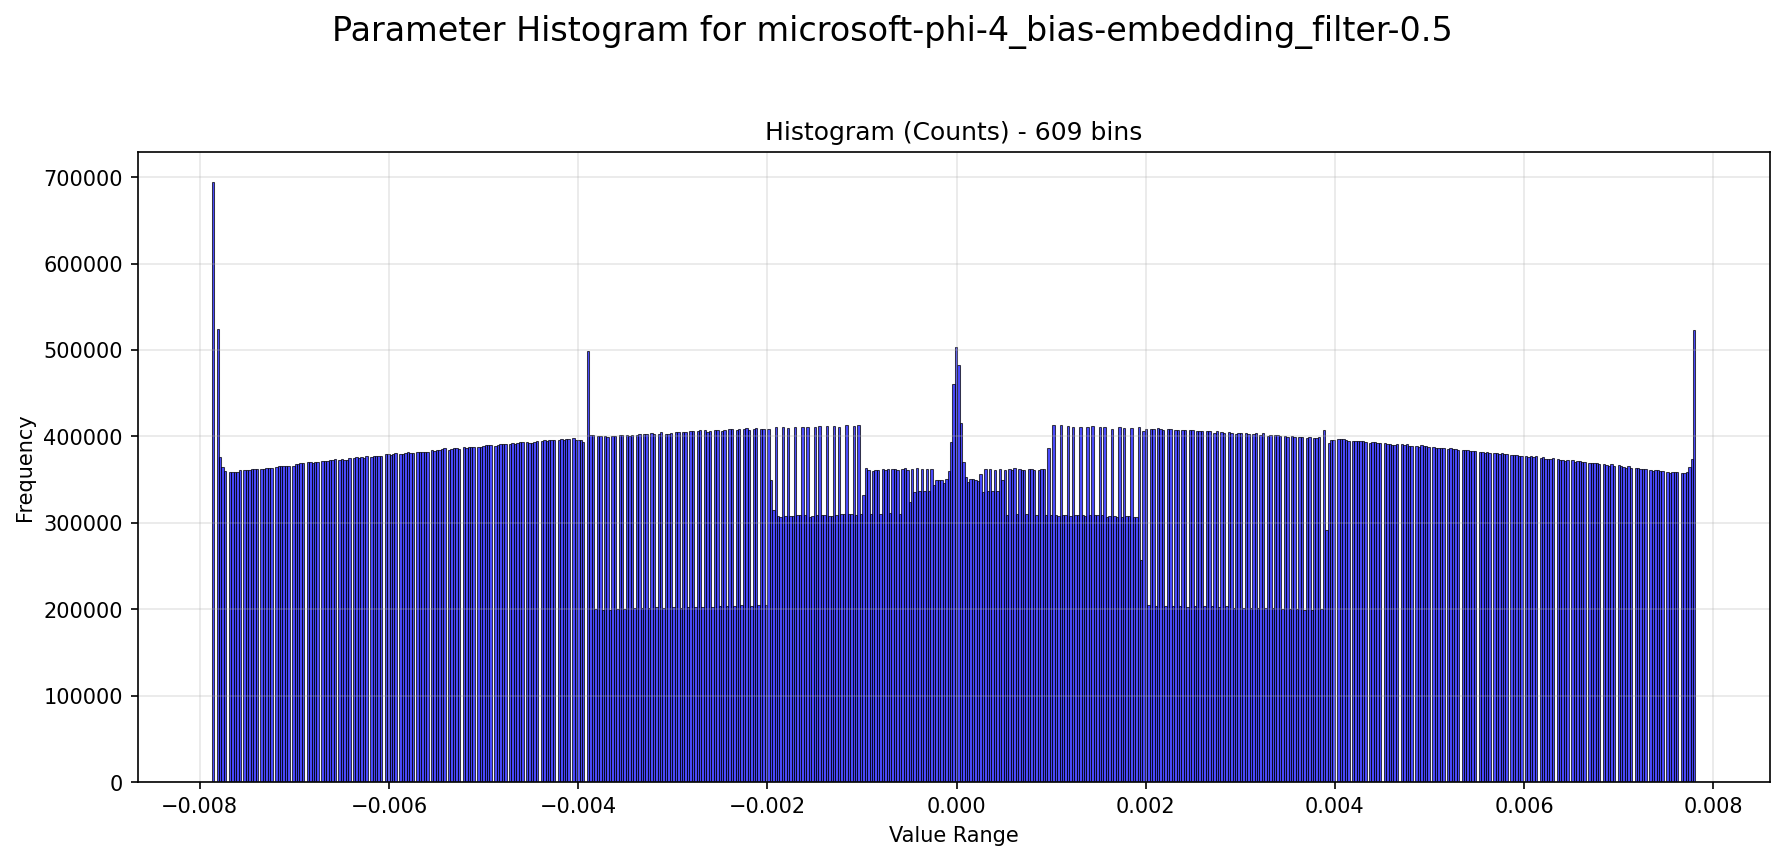 Parameter Histogram for microsoft-phi-4_bias-embedding_filter-0.5
Histogram (Counts) - 609 bins
Frequency
700000
600000
500000
400000
300000
200000
100000
0
−0.008 −0.006 −0.004 −0.002 0.000 0.002 0.004 0.006 0.008
Value Range